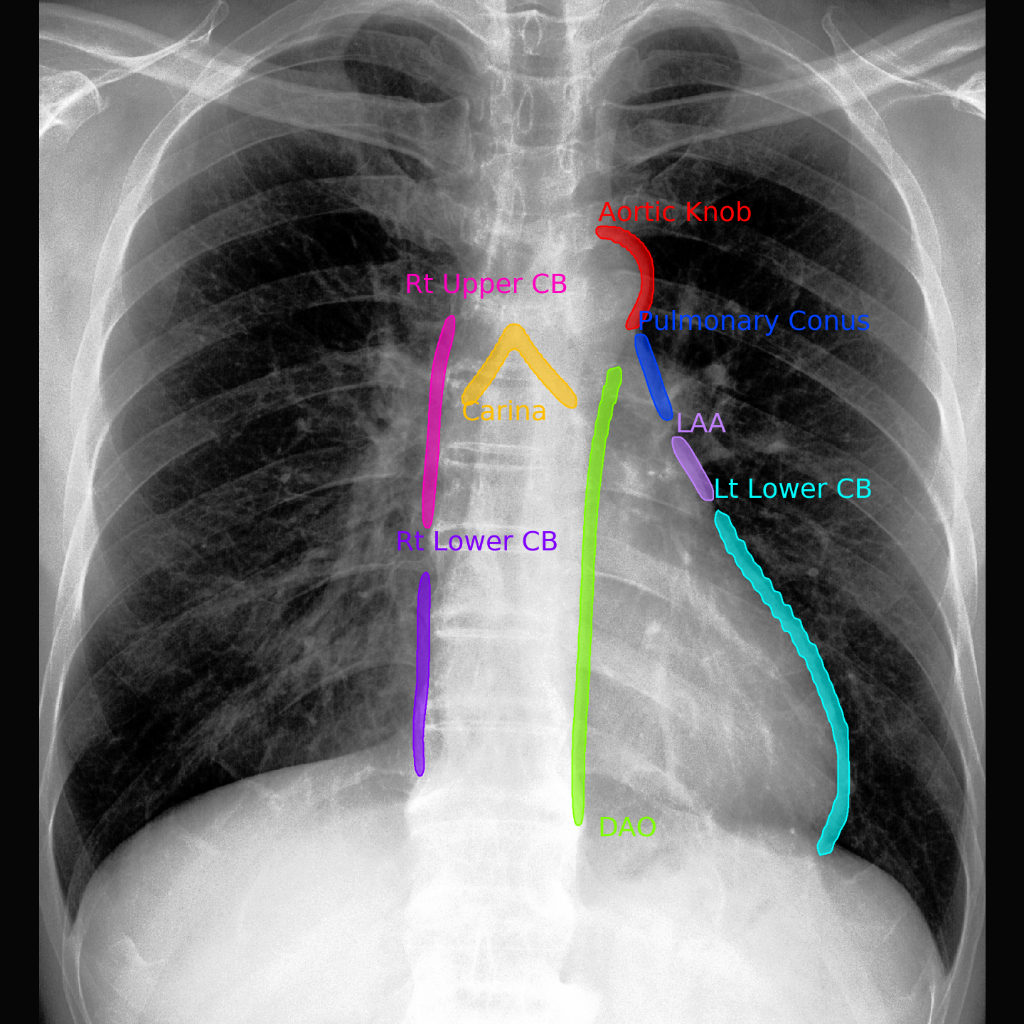 Aortic Knob
Rt Upper CB
Pulmonary Conus
Carina
LAA
Lt Lower CB
Rt Lower CB
DAO